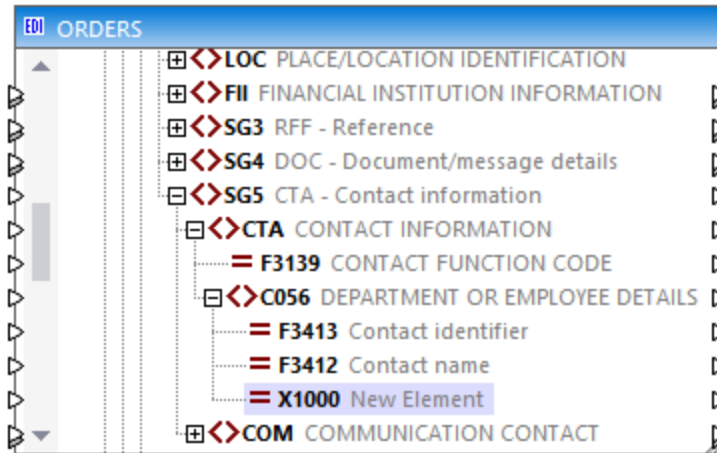 EDI ORDERS
LOC PLACE/LOCATION IDENTIFICATION
FII FINANCIAL INSTITUTION INFORMATION
SG3 RFF - Reference
SG4 DOC - Document/message details
SG5 CTA - Contact information
CTA CONTACT INFORMATION
F3139 CONTACT FUNCTION CODE
C056 DEPARTMENT OR EMPLOYEE DETAILS
F3413 Contact identifier
F3412 Contact name
X1000 New Element
COM COMMUNICATION CONTACT